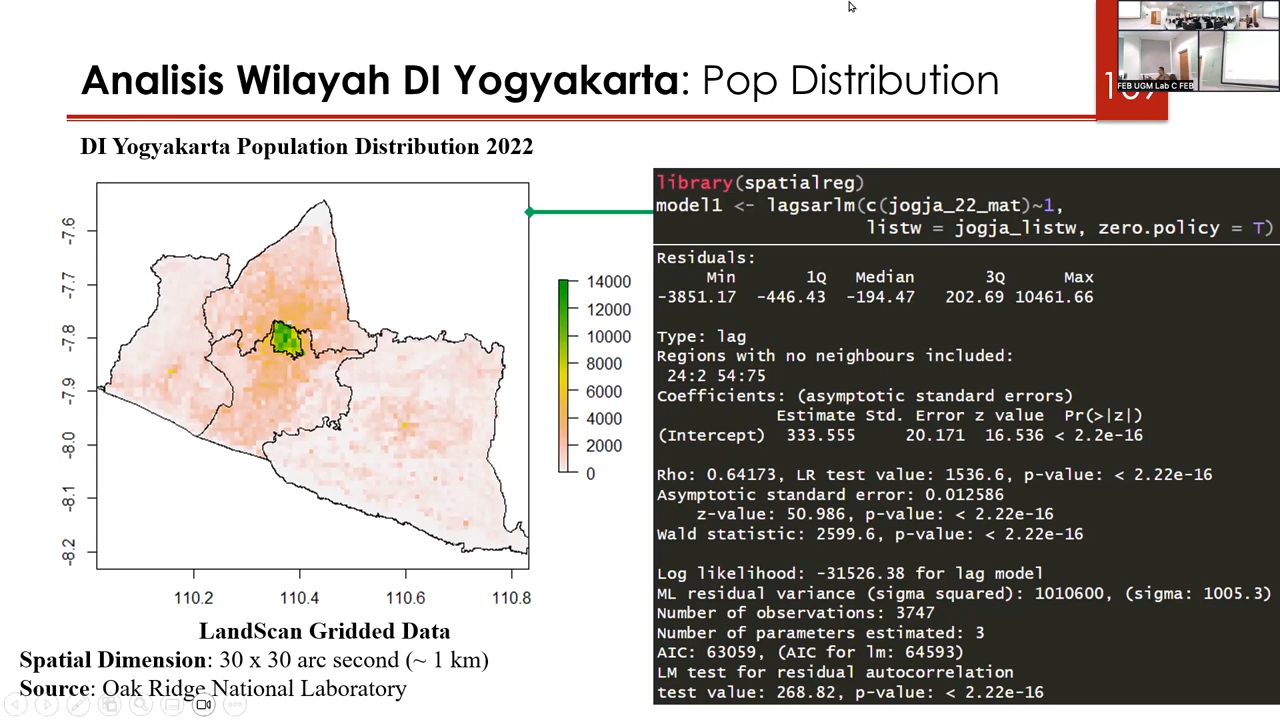 Analisis Wilayah DI Yogyakarta: Pop Distribution
FEB UGM Lab C FEB
DI Yogyakarta Population Distribution 2022
-7.6
-7.7
-7.8
-7.9
-8.0
-8.1
-8.2
110.2 110.4 110.6 110.8
14000
12000
10000
8000
6000
4000
2000
0
LandScan Gridded Data
Spatial Dimension: 30 x 30 arc second (~ 1 km)
Source: Oak Ridge National Laboratory
library(spatialreg)
model1 <- lagsarlm(c(jogja_22_mat)~1,
listw = jogja_listw, zero.policy = T)
Residuals:
Min 1Q Median 3Q Max
-3851.17 -446.43 -194.47 202.69 10461.66
Type: lag
Regions with no neighbours included:
24:2 54:75
Coefficients: (asymptotic standard errors)
Estimate Std. Error z value Pr(>|z|)
(Intercept) 333.555 20.171 16.536 < 2.2e-16
Rho: 0.64173, LR test value: 1536.6, p-value: < 2.22e-16
Asymptotic standard error: 0.012586
z-value: 50.986, p-value: < 2.22e-16
Wald statistic: 2599.6, p-value: < 2.22e-16
Log likelihood: -31526.38 for lag model
ML residual variance (sigma squared): 1010600, (sigma: 1005.3)
Number of observations: 3747
Number of parameters estimated: 3
AIC: 63059, (AIC for lm: 64593)
LM test for residual autocorrelation
test value: 268.82, p-value: < 2.22e-16